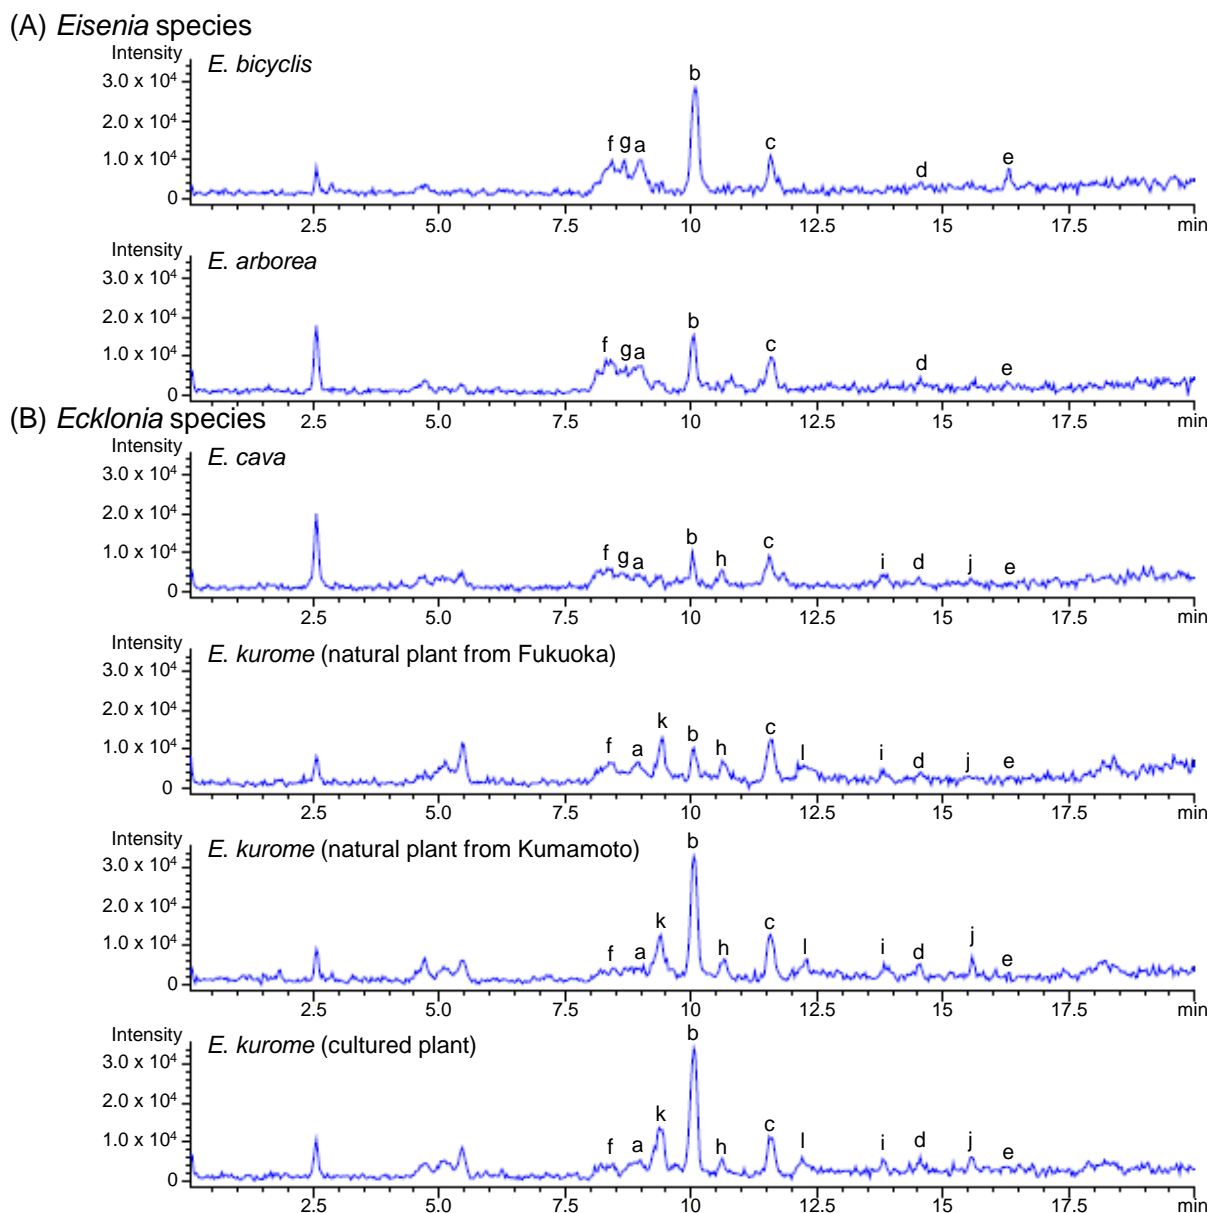 (A) Eisenia species
Intensity
E. bicyclis
b
3.0 x 10⁴
2.0 x 10⁴
f g a
c
1.0 x 10⁴
d
e
0
2.5 5.0 7.5 10 12.5 15 17.5 min
Intensity
E. arborea
3.0 x 10⁴
b
2.0 x 10⁴
f g a
c
1.0 x 10⁴
d
e
0
2.5 5.0 7.5 10 12.5 15 17.5 min
(B) Ecklonia species
Intensity
E. cava
3.0 x 10⁴
2.0 x 10⁴
f g a b h c i d j e
1.0 x 10⁴
0
2.5 5.0 7.5 10 12.5 15 17.5 min
Intensity
E. kurome (natural plant from Fukuoka)
3.0 x 10⁴
2.0 x 10⁴
f a k b h c l i d j e
1.0 x 10⁴
0
2.5 5.0 7.5 10 12.5 15 17.5 min
Intensity
E. kurome (natural plant from Kumamoto)
b
3.0 x 10⁴
2.0 x 10⁴
f a k h c l i d j e
1.0 x 10⁴
0
2.5 5.0 7.5 10 12.5 15 17.5 min
Intensity
E. kurome (cultured plant)
b
3.0 x 10⁴
2.0 x 10⁴
f a k h c l i d j e
1.0 x 10⁴
0
2.5 5.0 7.5 10 12.5 15 17.5 min